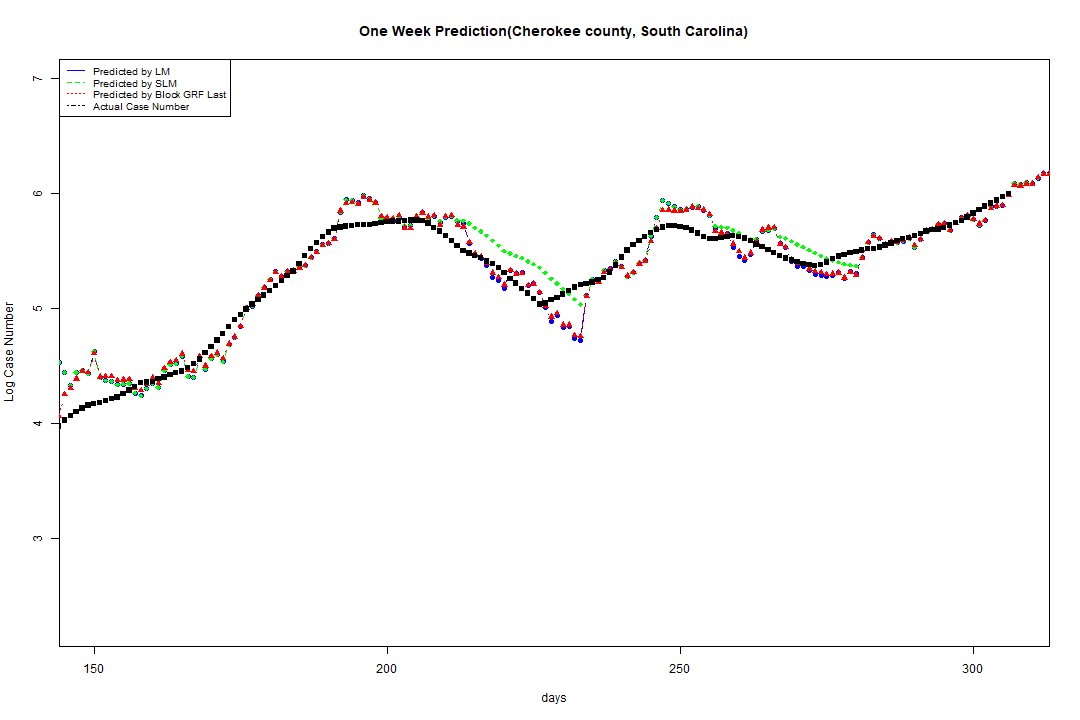 One Week Prediction(Cherokee county, South Carolina)
Predicted by LM
Predicted by SLM
Predicted by Block GRF Last
Actual Case Number
7
6
5
4
3
Log Case Number
150 200 250 300
days